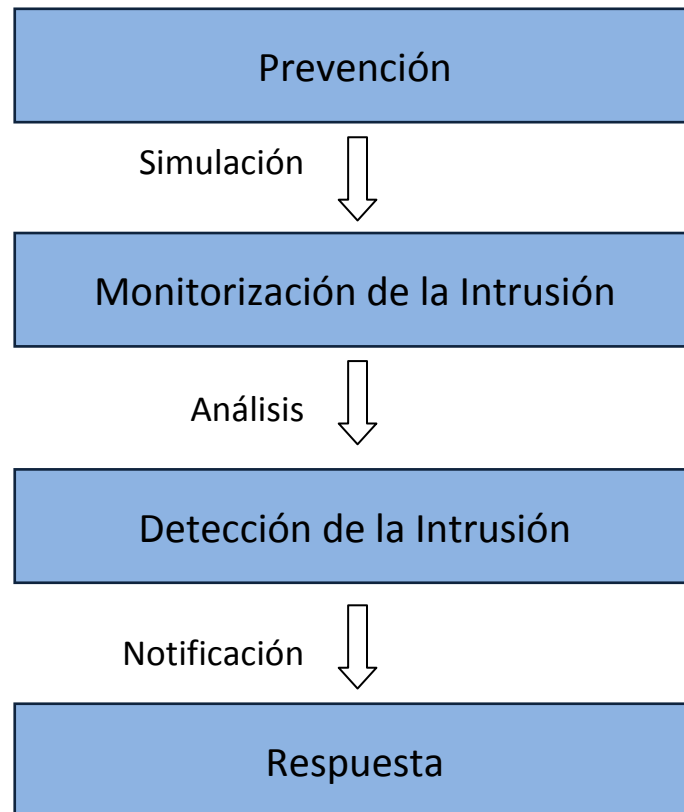 Prevención
Simulación
Monitorización de la Intrusión
Análisis
Detección de la Intrusión
Notificación
Respuesta